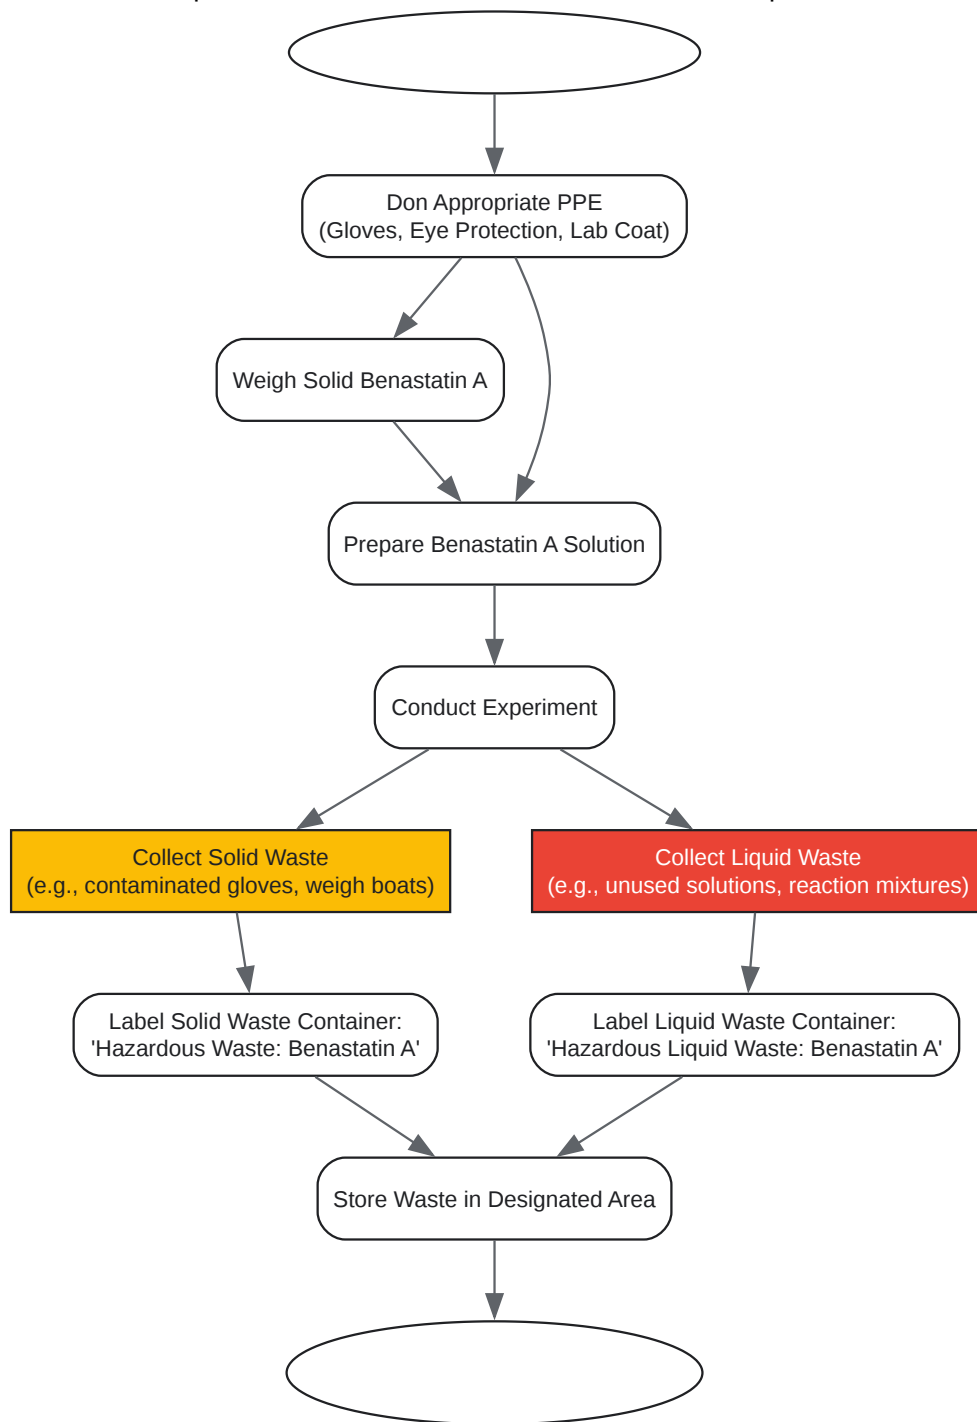 Don Appropriate PPE
(Gloves, Eye Protection, Lab Coat)
Weigh Solid Benastatin A
Prepare Benastatin A Solution
Conduct Experiment
Collect Solid Waste
(e.g., contaminated gloves, weigh boats)
Collect Liquid Waste
(e.g., unused solutions, reaction mixtures)
Label Solid Waste Container:
'Hazardous Waste: Benastatin A'
Label Liquid Waste Container:
'Hazardous Liquid Waste: Benastatin A'
Store Waste in Designated Area